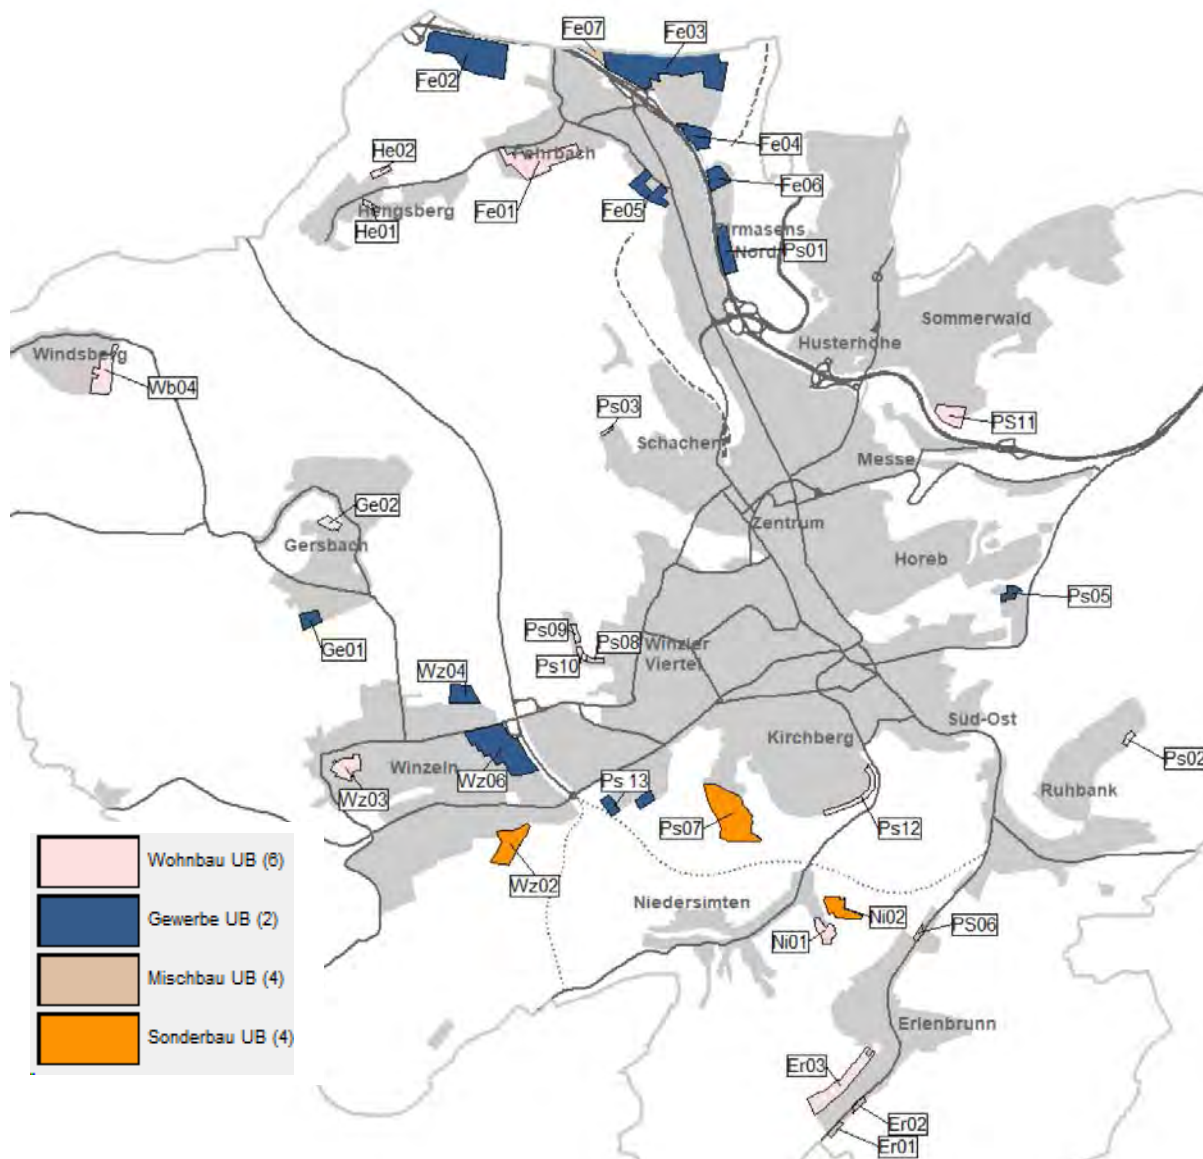 Fe07
Fe03
Fe02
Fe04
He02
Fehrbach
Fe06
Hengsberg
Fe01
Fe05
He01
Pirmasens
Nord
Ps01
Sommerwald
Husterhöhe
Windsberg
Wb04
Ps03
PS11
Schachen
Messe
Ge02
Zentrum
Gersbach
Horeb
Ps05
Ps09
Ps08
Ge01
Ps10
Winzler
Viertel
Wz04
Süd-Ost
Kirchberg
Ps02
Winzeln
Wz06
Ps 13
Wz03
Ruhbank
Ps07
Ps12
Wohnbau UB (6)
Wz02
Niedersimten
Gewerbe UB (2)
Ni02
PS06
Ni01
Mischbau UB (4)
Erlenbrunn
Sonderbau UB (4)
Er03
Er02
Er01